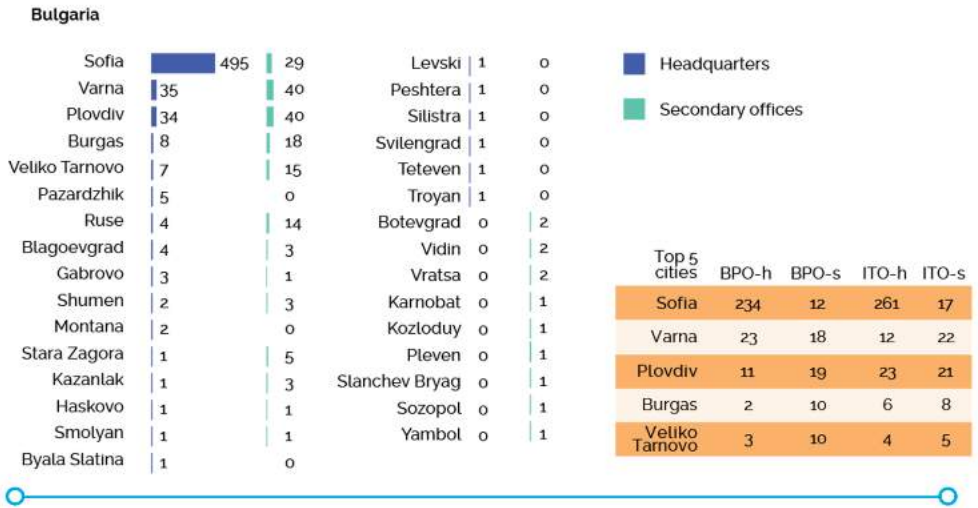 Bulgaria
Sofia 495 29
Varna 35 40
Plovdiv 34 40
Burgas 8 18
Veliko Tarnovo 7 15
Pazardzhik 5 0
Ruse 4 14
Blagoevgrad 4 3
Gabrovo 3 1
Shumen 2 3
Montana 2 0
Stara Zagora 1 5
Kazanlak 1 3
Haskovo 1 1
Smolyan 1 1
Byala Slatina 1 0
Levski 1 0
Peshtera 1 0
Silistra 1 0
Svilengrad 1 0
Teteven 1 0
Troyan 1 0
Botevgrad 0 2
Vidin 0 2
Vratsa 0 2
Karnobat 0 1
Kozloduy 0 1
Pleven 0 1
Slanchev Bryag 0 1
Sozopol 0 1
Yambol 0 1
Headquarters
Secondary offices
Top 5
cities BPO-h BPO-s ITO-h ITO-s
Sofia 234 12 261 17
Varna 23 18 12 22
Plovdiv 11 19 23 21
Burgas 2 10 6 8
Veliko
Tarnovo 3 10 4 5